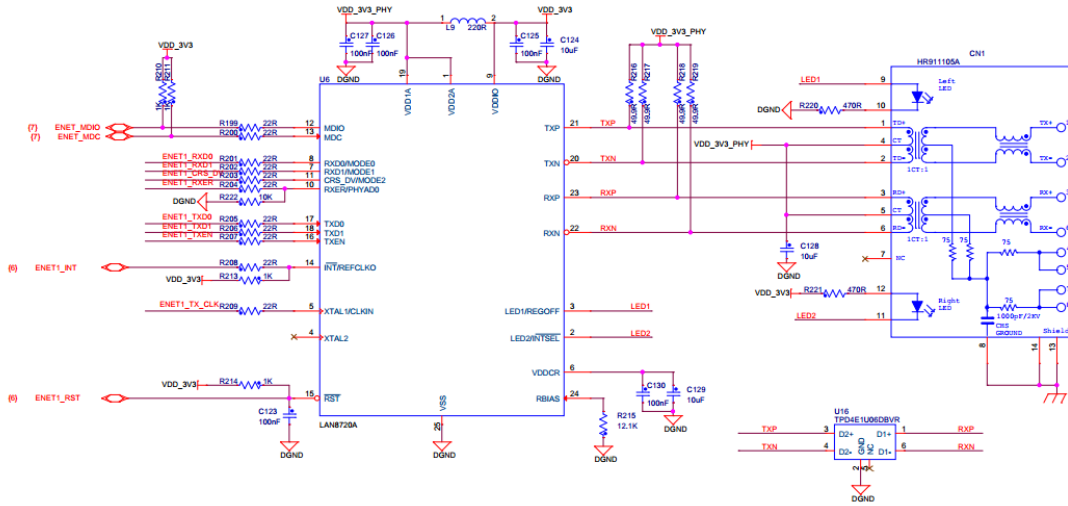 VDD_3V3_PHY
VDD_3V3
1
2
L9
220R
C127
100nF
C126
100nF
C125
100nF
C124
10uF
DGND
DGND
VDD_3V3
R210
1K
R211
1K
U6
19
1
9
VDD1A
VDD2A
VDDIO
{7} ENET_MDIO
R199
22R
12
MDIO
{7} ENET_MDC
R200
22R
13
MDC
ENET1_RXD0
R201
22R
8
RXD0/MODE0
ENET1_RXD1
R202
22R
7
RXD1/MODE1
ENET1_CRS_DV
R203
22R
11
CRS_DV/MODE2
ENET1_RXER
R204
22R
10
RXER/PHYAD0
DGND
R222
10K
ENET1_TXD0
R205
22R
17
TXD0
ENET1_TXD1
R206
22R
18
TXD1
ENET1_TXEN
R207
22R
16
TXEN
{6} ENET1_INT
R208
22R
14
INT/REFCLKO
VDD_3V3
R213
1K
ENET1_TX_CLK
R209
22R
5
XTAL1/CLKIN
4
XTAL2
VDD_3V3
R214
1K
{6} ENET1_RST
15
RST
C123
100nF
DGND
LAN8720A
VSS
25
DGND
TXP
21
TXP
TXN
20
TXN
RXP
23
RXP
RXN
22
RXN
LED1/REGOFF
3
LED1
LED2/INTSEL
2
LED2
VDDCR
6
RBIAS
24
C130
100nF
C129
10uF
DGND
R215
12.1K
DGND
VDD_3V3_PHY
R216
49.9R
R217
49.9R
R218
49.9R
R219
49.9R
VDD_3V3_PHY
C128
10uF
DGND
CN1
HR911105A
LED1
9
Left
LED
DGND
R220
470R
10
1
TD+
TX+
4
CT
2
TD-
TX-
1CT:1
3
RD+
RX+
5
CT
6
RD-
RX-
1CT:1
75
75
75
75
7
NC
VDD_3V3
R221
470R
12
Right
LED
LED2
11
1000pF/2KV
CHS
GROUND
Shield
8
14
13
U16
TPD4E1U06DBVR
TXP
3
D2+
D1+
1
RXP
TXN
4
D2-
D1-
6
RXN
GND
NC
2
5
DGND